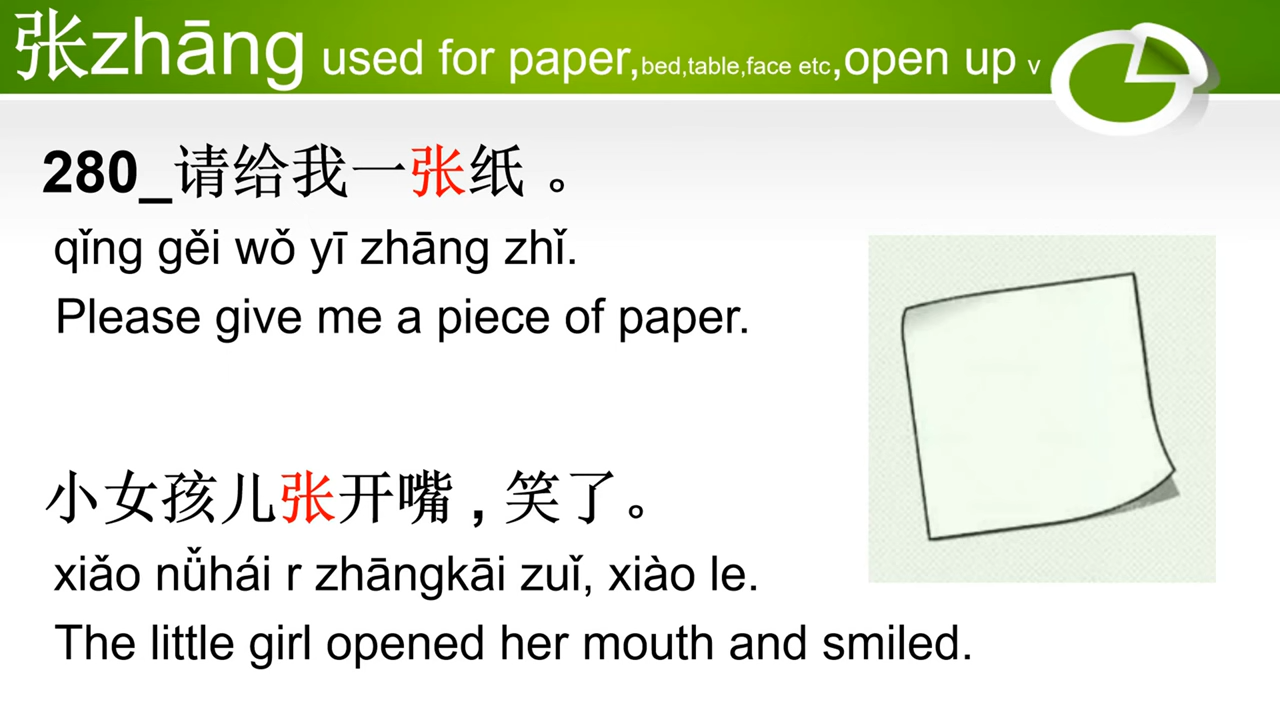 张zhāng used for paper,bed,table,face etc,open up v
280_请给我一张纸 。
qǐng gěi wǒ yī zhāng zhǐ.
Please give me a piece of paper.
小女孩儿张开嘴 , 笑了。
xiǎo nǚhái r zhāngkāi zuǐ, xiào le.
The little girl opened her mouth and smiled.